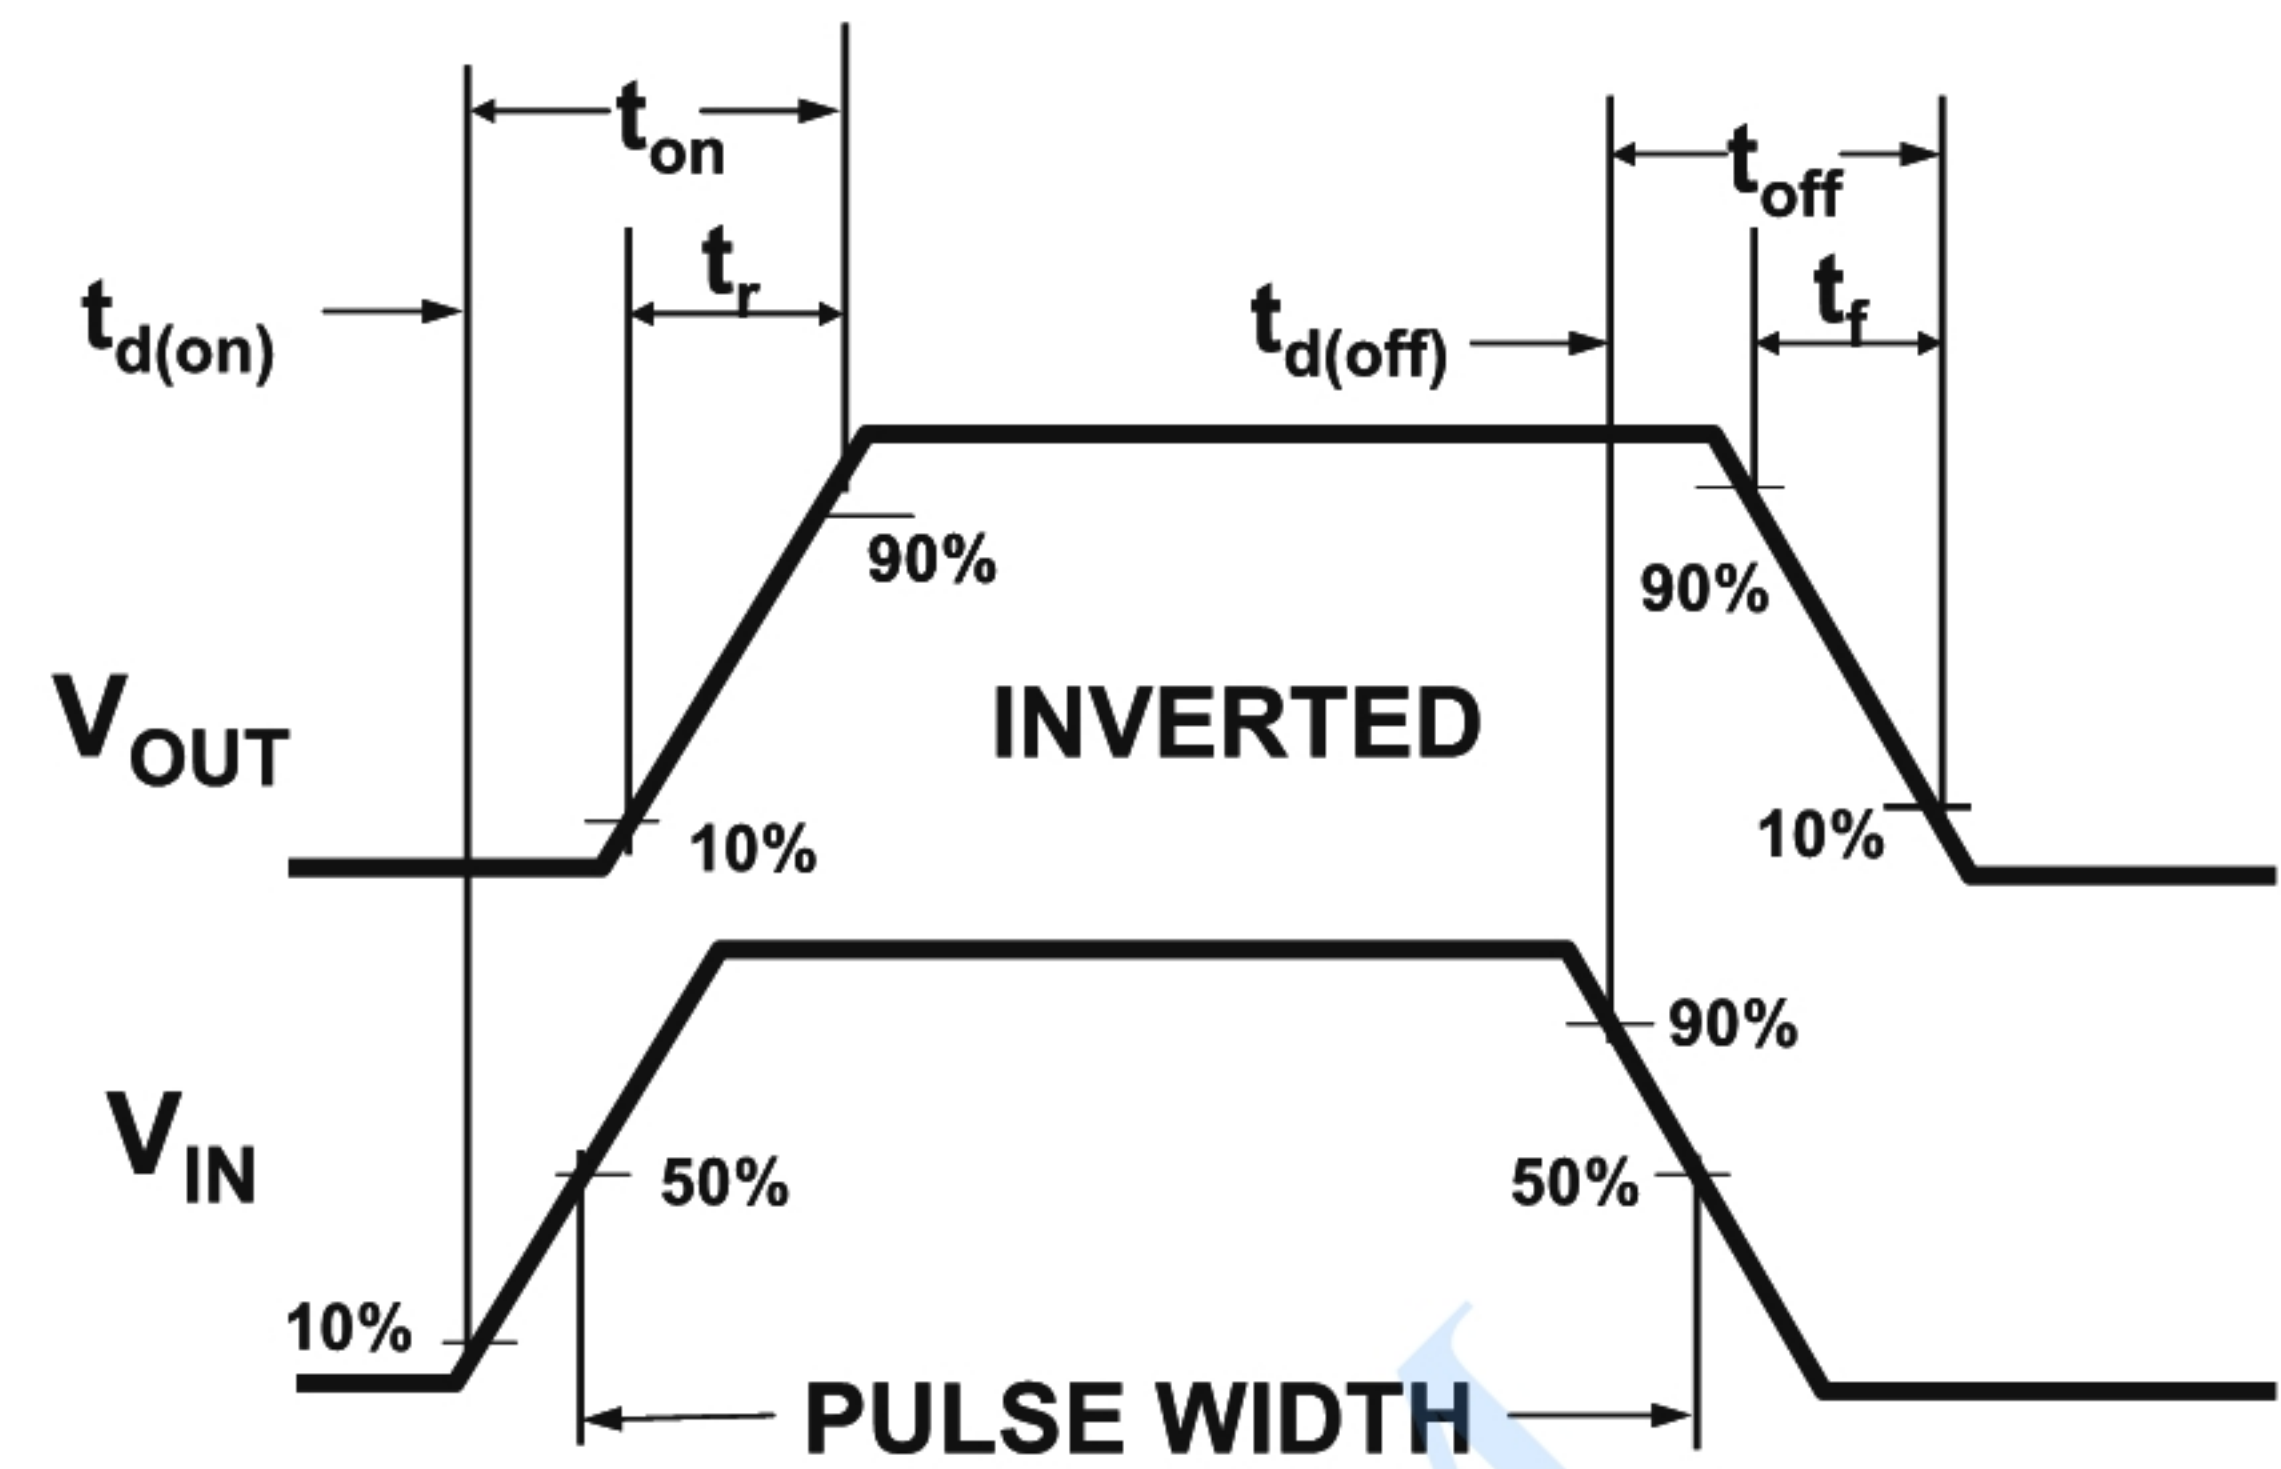 ton
toff
tr
tf
td(on)
td(off)
90%
90%
VOUT
INVERTED
10%
10%
90%
VIN
50%
50%
10%
PULSE WIDTH